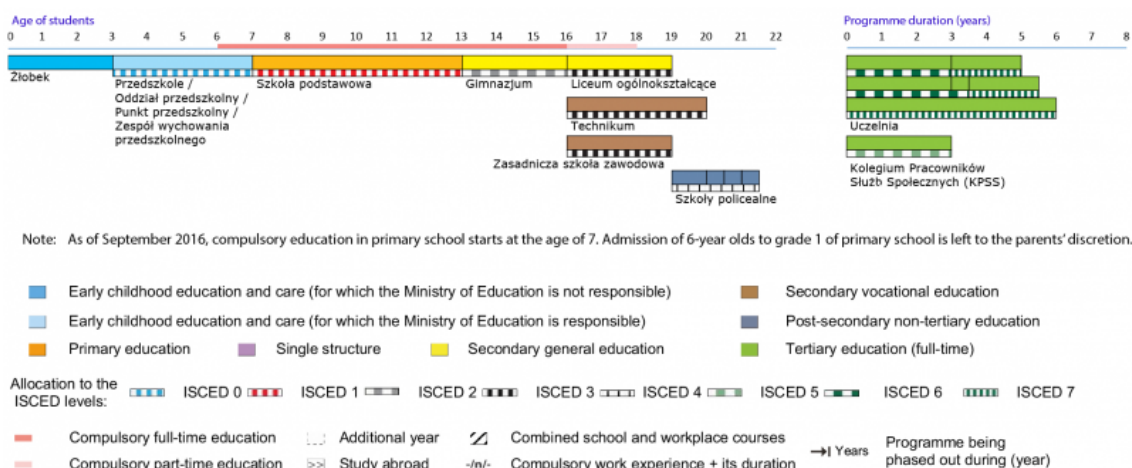 Age of students
Programme duration (years)
0 1 2 3 4 5 6 7 8 9 10 11 12 13 14 15 16 17 18 19 20 21 22
0 1 2 3 4 5 6 7 8
Żłobek
Przedszkole /
Oddział przedszkolny /
Punkt przedszkolny /
Zespół wychowania
przedszkolnego
Szkoła podstawowa
Gimnazjum
Liceum ogólnokształcące
Technikum
Zasadnicza szkoła zawodowa
Szkoły policealne
Uczelnia
Kolegium Pracowników
Służb Społecznych (KPSS)
Note: As of September 2016, compulsory education in primary school starts at the age of 7. Admission of 6-year olds to grade 1 of primary school is left to the parents' discretion.
Early childhood education and care (for which the Ministry of Education is not responsible)
Secondary vocational education
Early childhood education and care (for which the Ministry of Education is responsible)
Post-secondary non-tertiary education
Primary education
Single structure
Secondary general education
Tertiary education (full-time)
Allocation to the
ISCED levels:
ISCED 0
ISCED 1
ISCED 2
ISCED 3
ISCED 4
ISCED 5
ISCED 6
ISCED 7
Compulsory full-time education
Additional year
Combined school and workplace courses
Years
Programme being
phased out during (year)
Compulsory part-time education
>> Study abroad
-/n/- Compulsory work experience + its duration